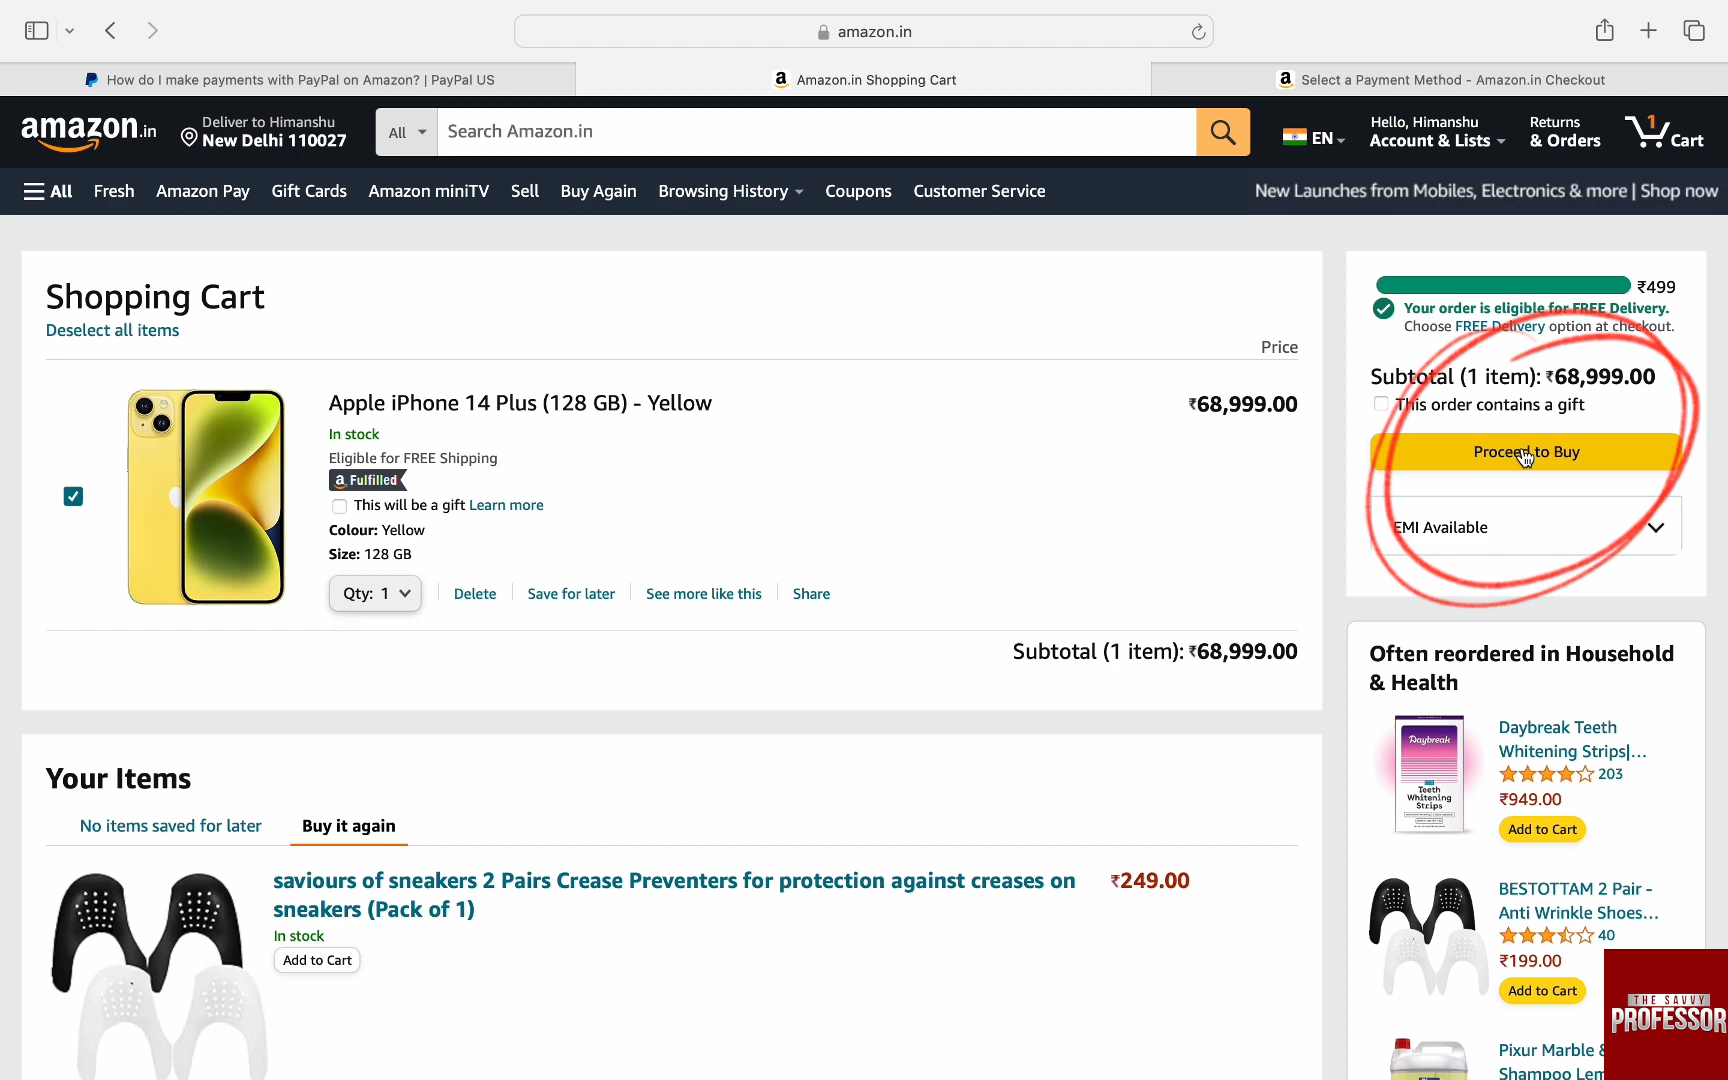 amazon.in
How do I make payments with PayPal on Amazon? | PayPal US
a Amazon.in Shopping Cart
a Select a Payment Method - Amazon.in Checkout
amazon.in
Deliver to Himanshu
New Delhi 110027
All
Search Amazon.in
EN
Hello, Himanshu
Account & Lists
Returns
& Orders
1
Cart
All
Fresh
Amazon Pay
Gift Cards
Amazon miniTV
Sell
Buy Again
Browsing History
Coupons
Customer Service
New Launches from Mobiles, Electronics & more | Shop now
Shopping Cart
Deselect all items
Price
Apple iPhone 14 Plus (128 GB) - Yellow
₹68,999.00
In stock
Eligible for FREE Shipping
a Fulfilled
This will be a gift Learn more
Colour: Yellow
Size: 128 GB
Qty: 1
Delete
Save for later
See more like this
Share
Subtotal (1 item): ₹68,999.00
₹499
Your order is eligible for FREE Delivery.
Choose FREE Delivery option at checkout.
Subtotal (1 item): ₹68,999.00
This order contains a gift
Proceed to Buy
EMI Available
Your Items
No items saved for later
Buy it again
saviours of sneakers 2 Pairs Crease Preventers for protection against creases on
sneakers (Pack of 1)
₹249.00
In stock
Add to Cart
Often reordered in Household
& Health
Daybreak
Teeth
Whitening
Strips
Daybreak Teeth
Whitening Strips|...
203
₹949.00
Add to Cart
BESTOTTAM 2 Pair -
Anti Wrinkle Shoes...
40
₹199.00
Add to Cart
Pixur Marble &
Shampoo Lem
THE SAVVY
PROFESSOR